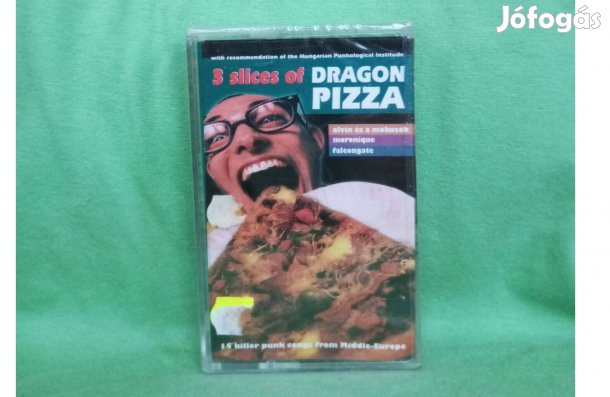 Jófogás
with recommendation of the Hungarian Punkological Institude
3 slices of DRAGON
PIZZA
alvin és a mókusok
moronique
falcongate
15 killer punk songs from Middle-Europe